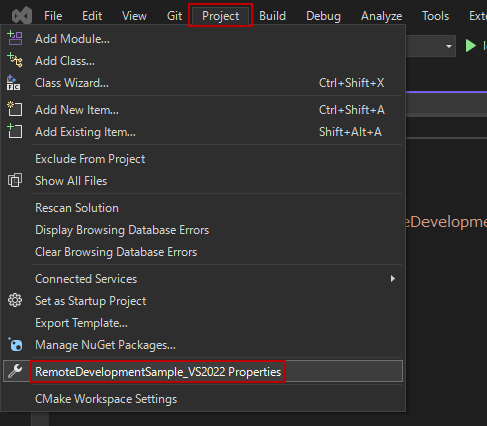 File Edit View Git Project Build Debug Analyze Tools
Add Module...
Add Class...
Class Wizard... Ctrl+Shift+X
Add New Item... Ctrl+Shift+A
Add Existing Item... Shift+Alt+A
Exclude From Project
Show All Files
Rescan Solution
Display Browsing Database Errors
Clear Browsing Database Errors
Connected Services
Set as Startup Project
Export Template...
Manage NuGet Packages...
RemoteDevelopmentSample_VS2022 Properties
CMake Workspace Settings